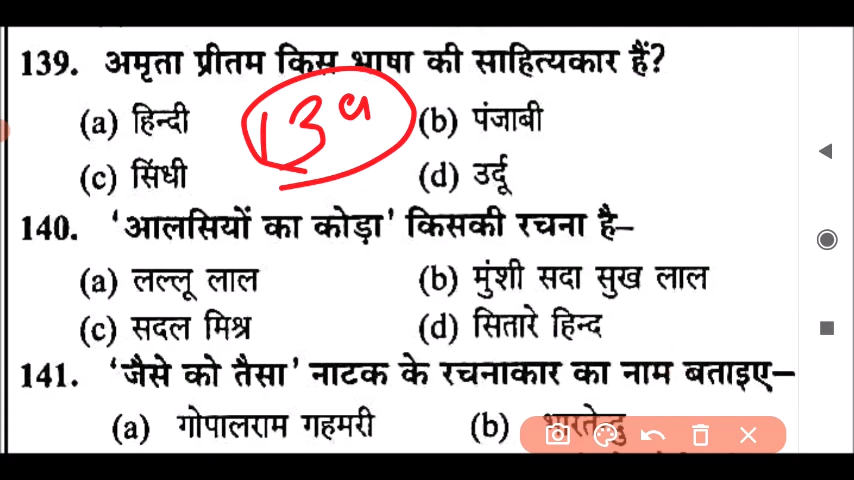 139. अमृता प्रीतम किस भाषा की साहित्यकार हैं?
(a) हिन्दी 139 (b) पंजाबी
(c) सिंधी (d) उर्दू
140. ‘आलसियों का कोड़ा’ किसकी रचना है–
(a) लल्लू लाल (b) मुंशी सदा सुख लाल
(c) सदल मिश्र (d) सितारे हिन्द
141. ‘जैसे को तैसा’ नाटक के रचनाकार का नाम बताइए–
(a) गोपालराम गहमरी (b) भारतेन्दु